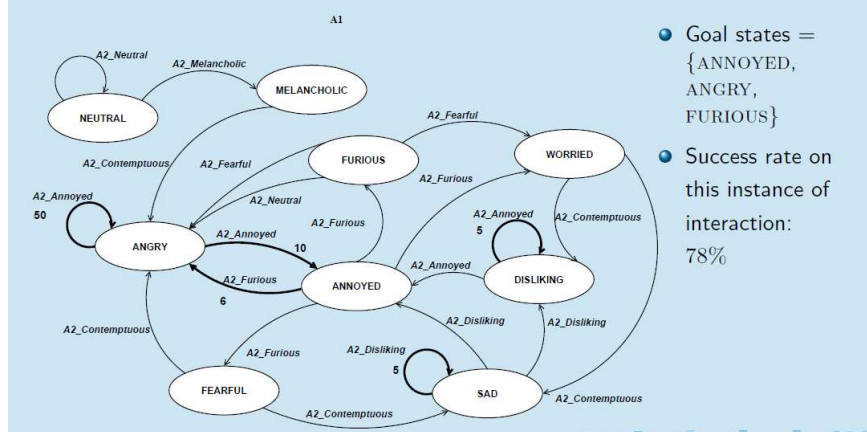 A1
A2_Neutral
A2_Melancholic
NEUTRAL
MELANCHOLIC
A2_Fearful
A2_Contemptuous
A2_Fearful
FURIOUS
WORRIED
A2_Furious
A2_Annoyed
50
A2_Neutral
A2_Annoyed
5
A2_Contemptuous
A2_Annoyed
10
A2_Furious
ANGRY
A2_Furious
6
ANNOYED
A2_Annoyed
DISLIKING
A2_Contemptuous
A2_Furious
A2_Disliking
5
A2_Disliking
A2_Disliking
FEARFUL
SAD
A2_Contemptuous
A2_Contemptuous
Goal states =
{ANNOYED,
ANGRY,
FURIOUS}
Success rate on
this instance of
interaction:
78%